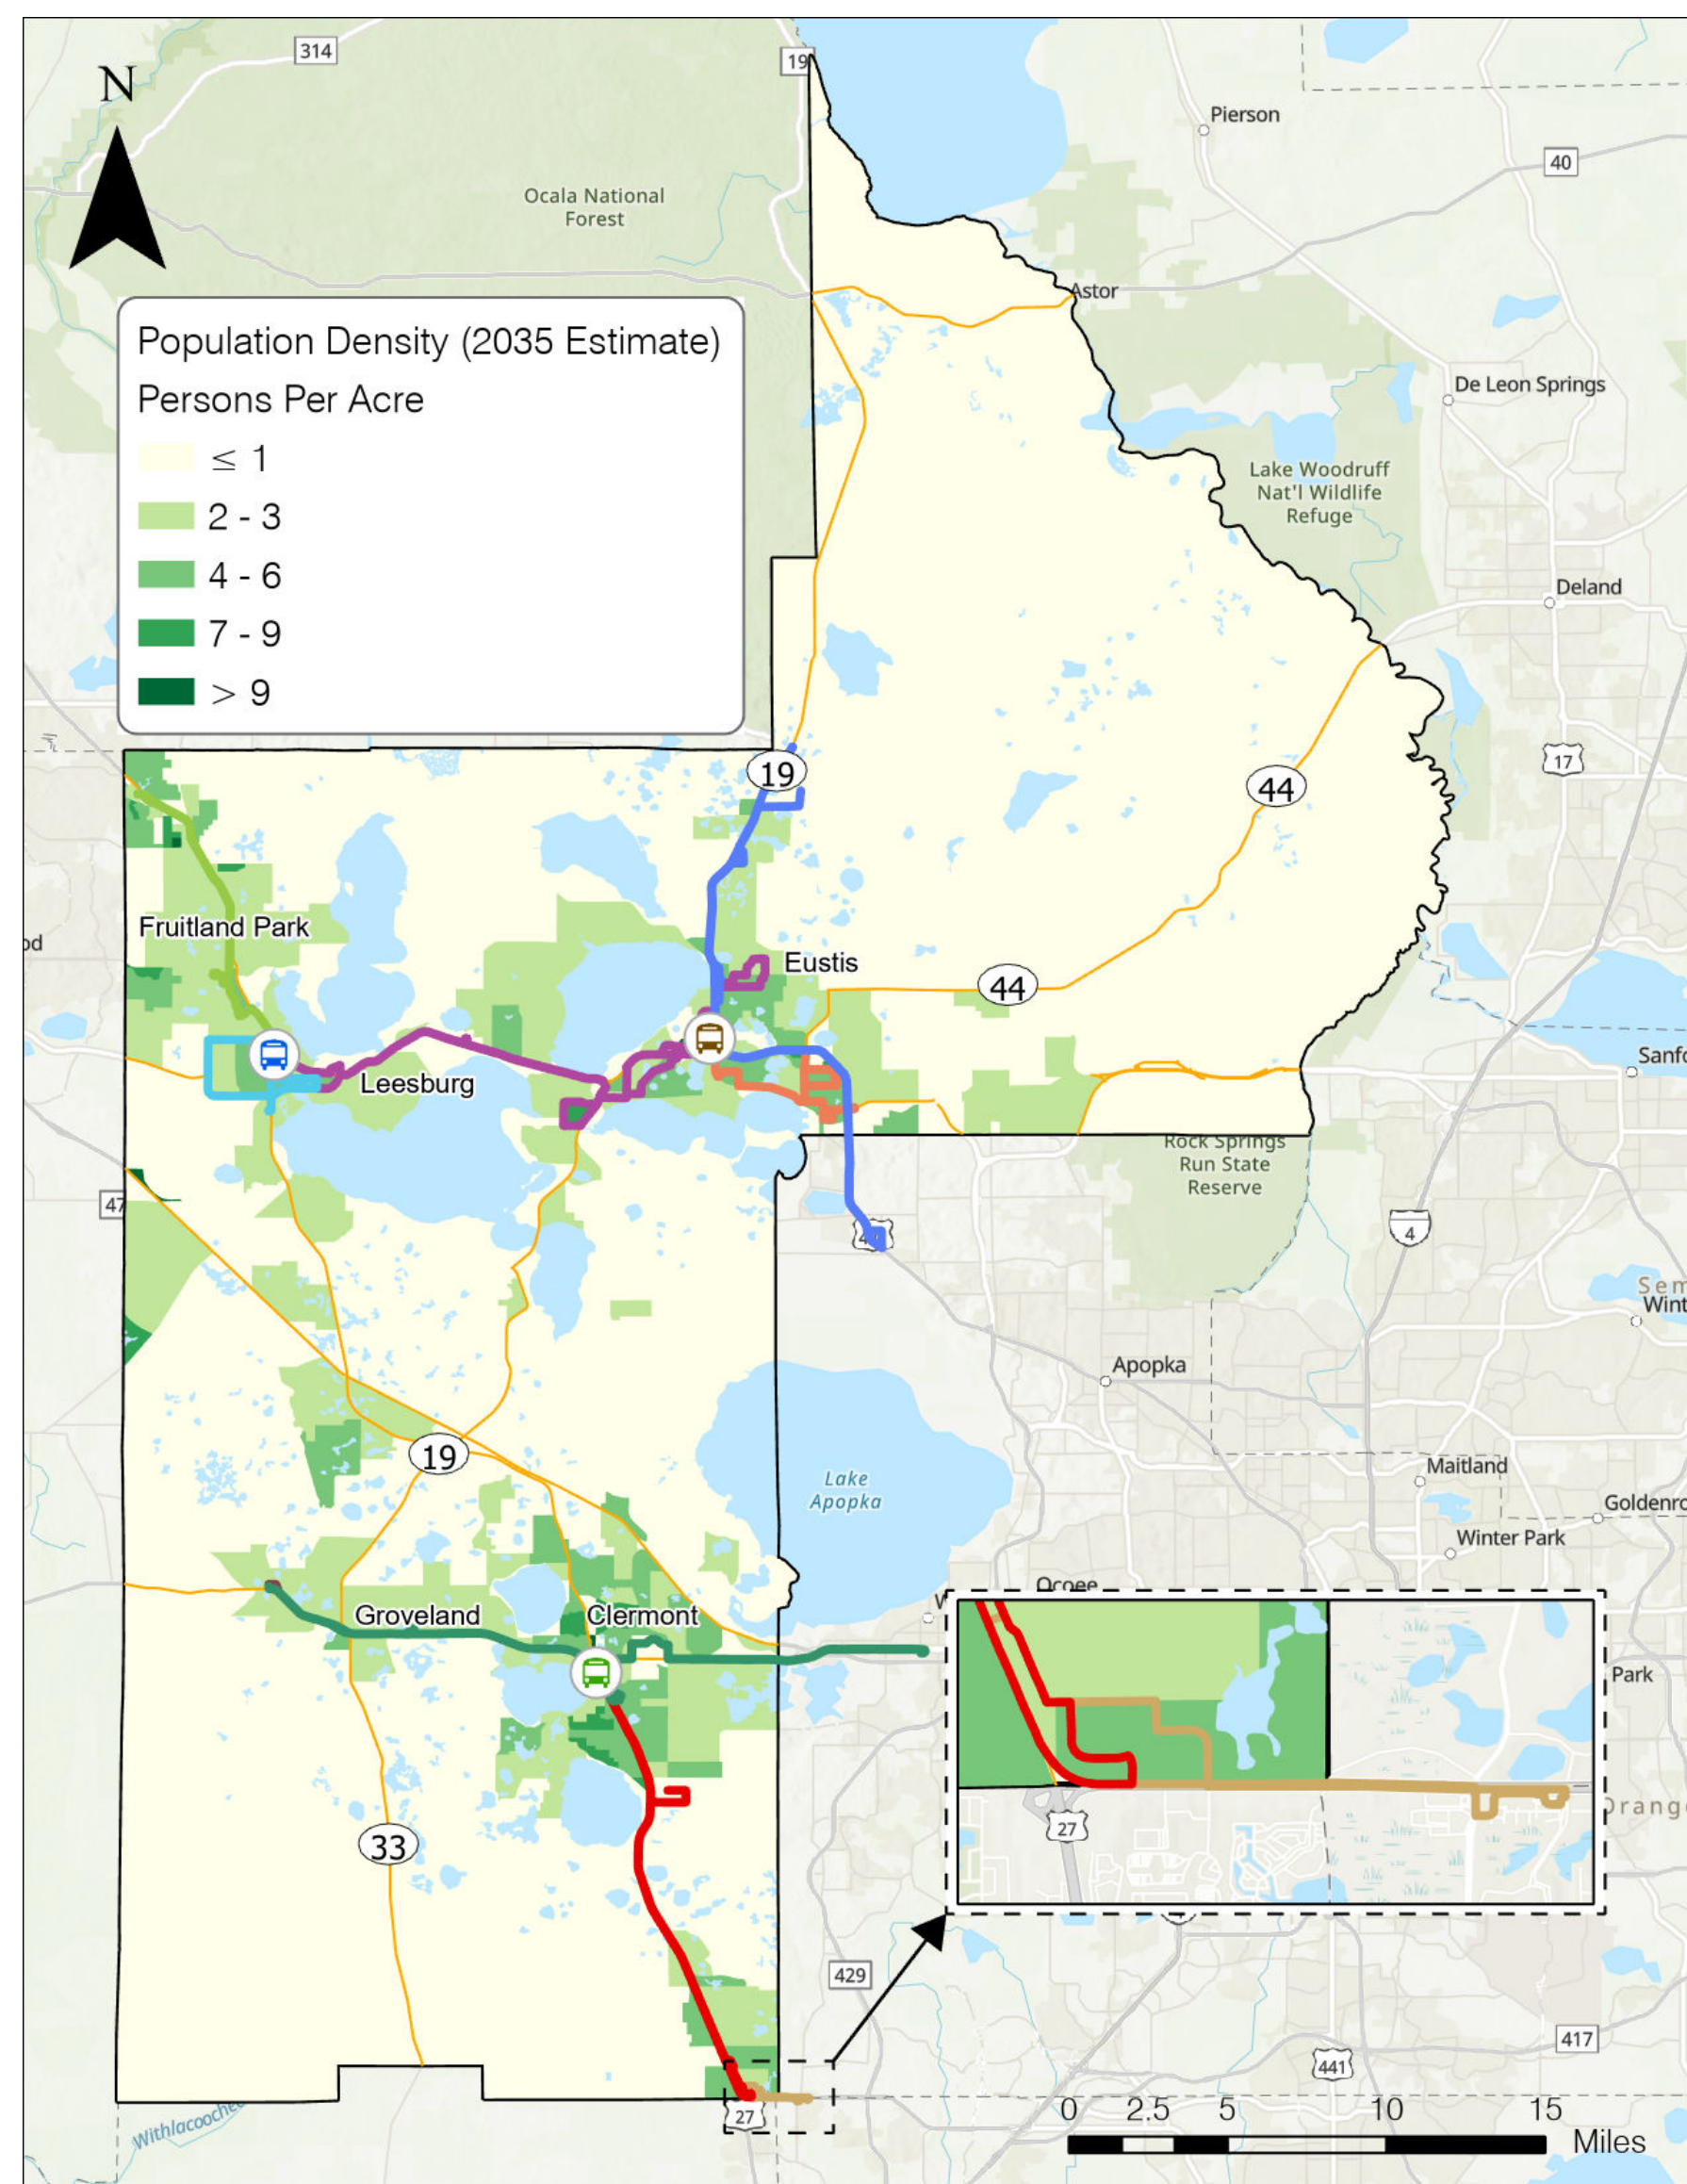 314
19
N
Pierson
40
Ocala National
Forest
Astor
Population Density (2035 Estimate)
Persons Per Acre
≤ 1
2 - 3
4 - 6
7 - 9
> 9
De Leon Springs
Lake Woodruff
Nat'l Wildlife
Refuge
Deland
17
19
44
Fruitland Park
Eustis
44
Leesburg
Rock Springs
Run State
Reserve
47
4
Apopka
19
Maitland
Lake
Apopka
Winter Park
Ocoee
Groveland
Clermont
Park
27
33
429
417
441
27
0 2.5 5 10 15
Miles